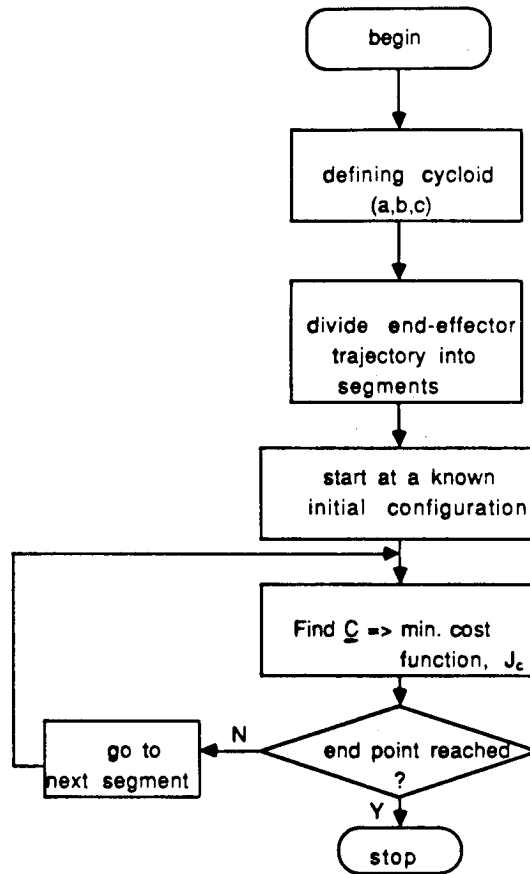 begin
defining cycloid
(a,b,c)
divide end-effector
trajectory into
segments
start at a known
initial configuration
Find C => min. cost
function, Jc
N
end point reached
?
go to
next segment
Y
stop